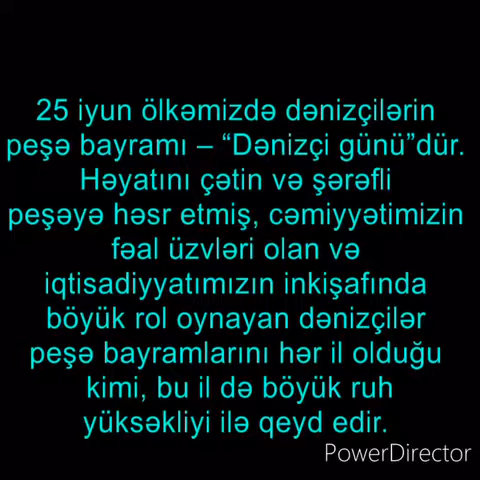 25 iyun ölkəmizdə dənizçilərin
peşə bayramı – “Dənizçi günü”dür.
Həyatını çətin və şərəfli
peşəyə həsr etmiş, cəmiyyətimizin
fəal üzvləri olan və
iqtisadiyyatımızın inkişafında
böyük rol oynayan dənizçilər
peşə bayramlarını hər il olduğu
kimi, bu il də böyük ruh
yüksəkliyi ilə qeyd edir.
PowerDirector